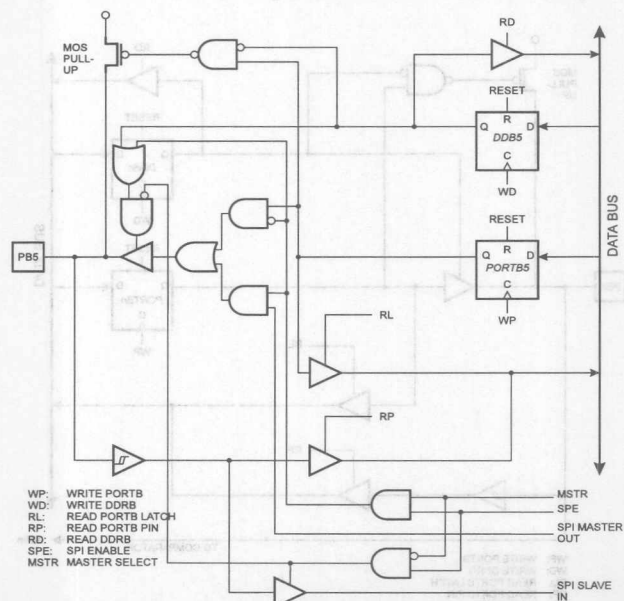 RD
MOS
PULL-
UP
RESET
R
Q
D
DDB5
C
WD
RESET
PB5
R
Q
D
PORTB5
C
WP
DATA BUS
RL
RP
WP: WRITE PORTB
WD: WRITE DDRB
RL: READ PORTB LATCH
RP: READ PORTB PIN
RD: READ DDRB
SPE: SPI ENABLE
MSTR MASTER SELECT
MSTR
SPE
SPI MASTER
OUT
SPI SLAVE
IN